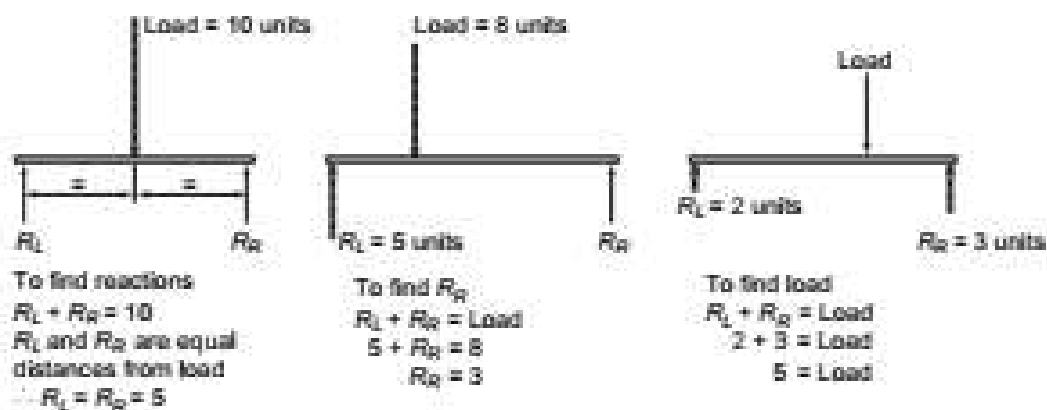 Load = 10 units
=
=
R_L
R_R
To find reactions
R_L + R_R = 10
R_L and R_R are equal
distances from load
∴ R_L = R_R = 5
Load = 8 units
R_L = 5 units
R_R
To find R_R
R_L + R_R = Load
5 + R_R = 8
R_R = 3
Load
R_L = 2 units
R_R = 3 units
To find load
R_L + R_R = Load
2 + 3 = Load
5 = Load